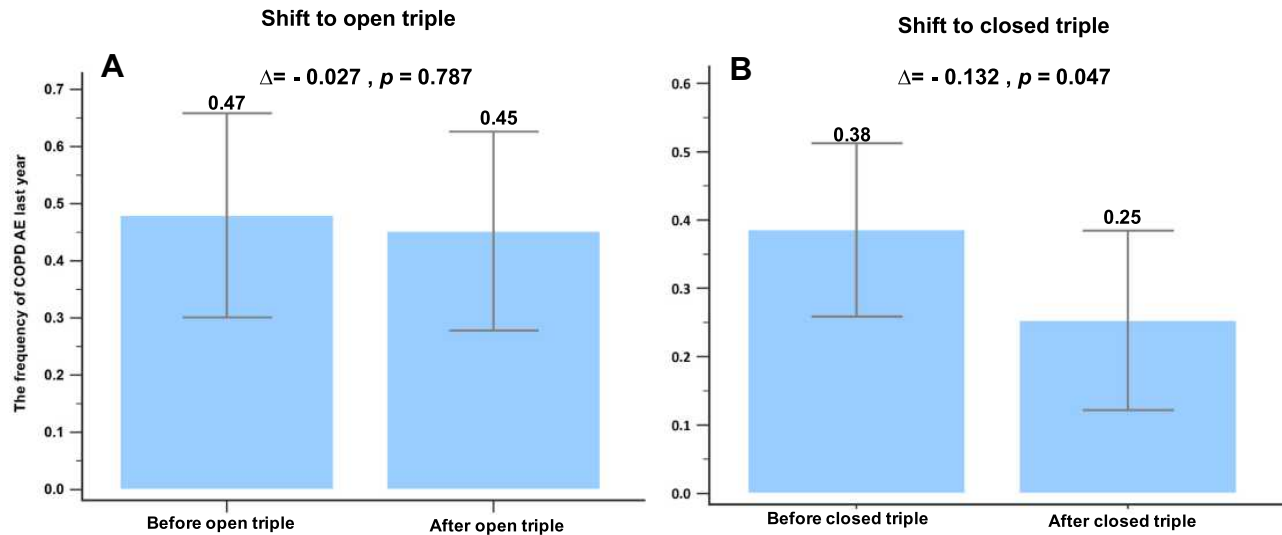 Shift to open triple
A
Δ= - 0.027 , p = 0.787
The frequency of COPD AE last year
0.7
0.6
0.5
0.4
0.3
0.2
0.1
0.0
0.47
0.45
Before open triple
After open triple
Shift to closed triple
B
Δ= - 0.132 , p = 0.047
0.6
0.5
0.4
0.3
0.2
0.1
0.0
0.38
0.25
Before closed triple
After closed triple